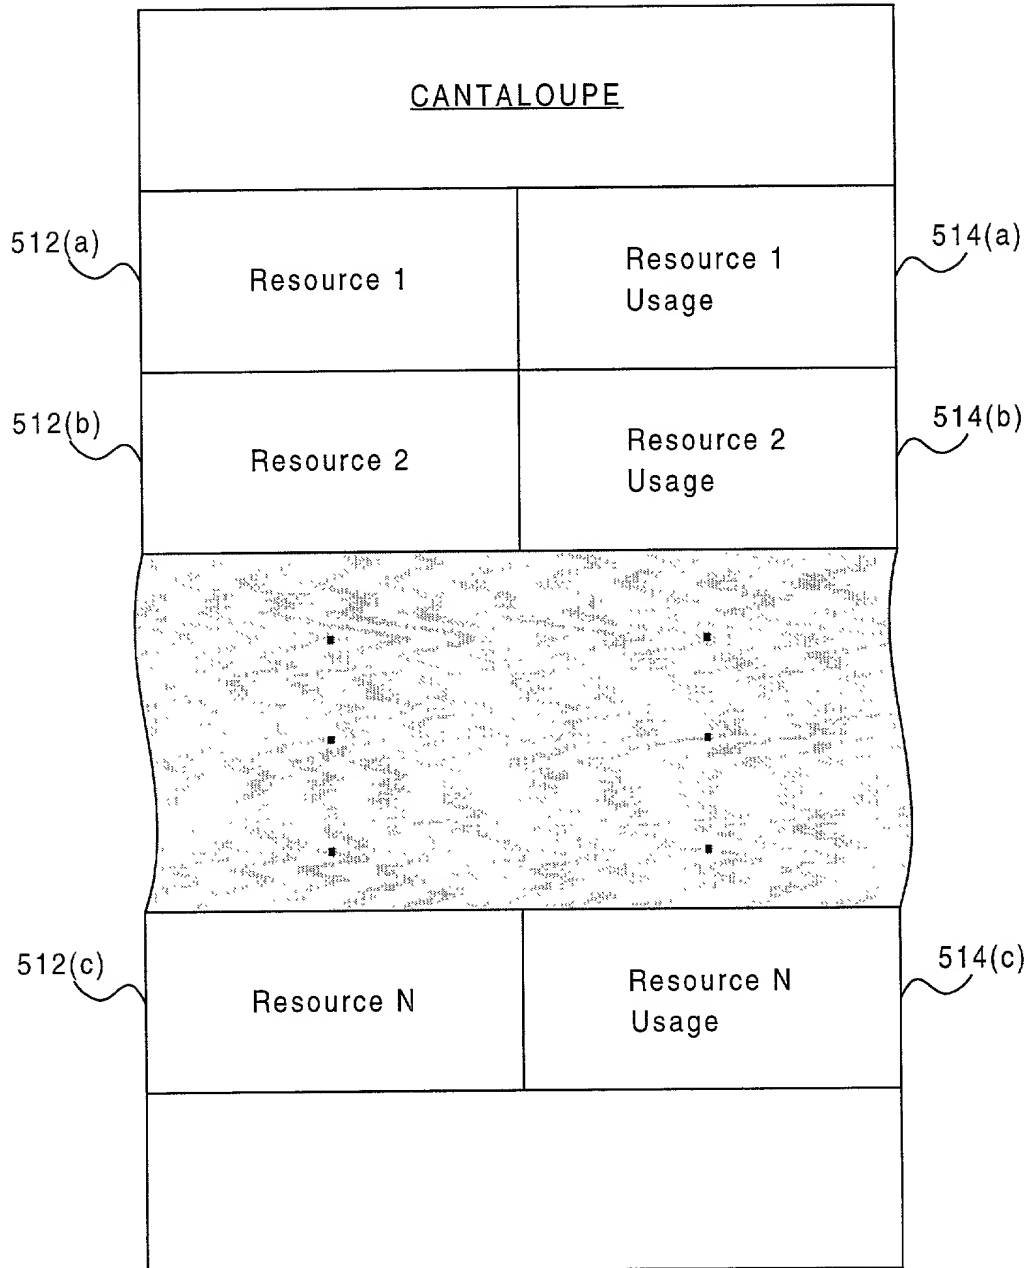 CANTALOUPE
512(a)
Resource 1
Resource 1
Usage
514(a)
512(b)
Resource 2
Resource 2
Usage
514(b)
512(c)
Resource N
Resource N
Usage
514(c)